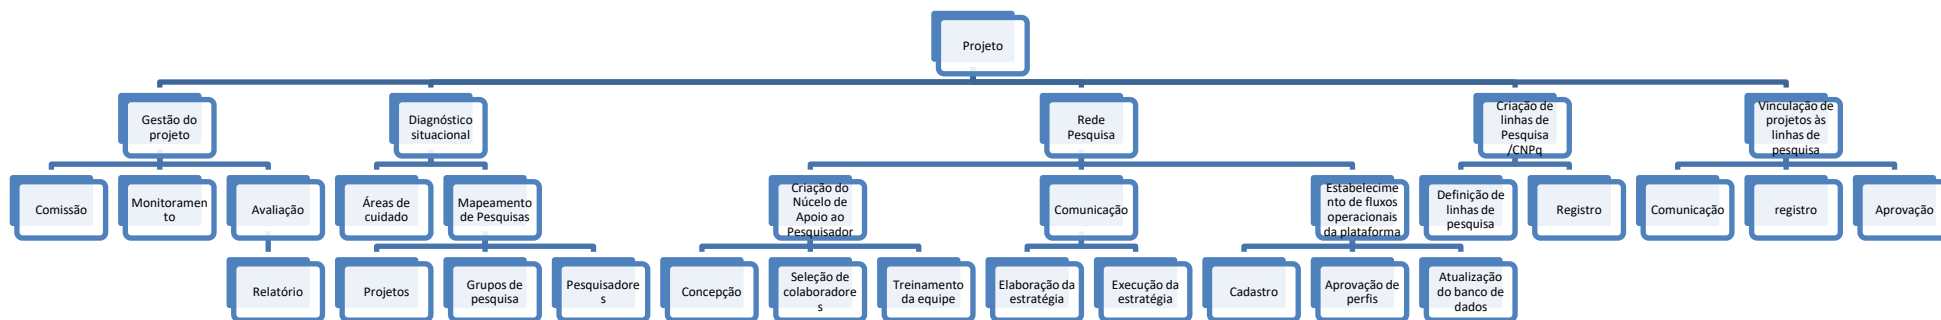 Projeto
Gestão do
projeto
Diagnóstico
situacional
Rede
Pesquisa
Criação de
linhas de
Pesquisa
/CNPq
Vinculação de
projetos às
linhas de
pesquisa
Comissão
Monitoramen
to
Avaliação
Áreas de
cuidado
Mapeamento
de Pesquisas
Criação do
Núcelo de
Apoio ao
Pesquisador
Comunicação
Estabelecime
nto de fluxos
operacionais
da plataforma
Definição de
linhas de
pesquisa
Registro
Comunicação
registro
Aprovação
Relatório
Projetos
Grupos de
pesquisa
Pesquisadore
s
Concepção
Seleção de
colaboradore
s
Treinamento
da equipe
Elaboração da
estratégia
Execução da
estratégia
Cadastro
Aprovação de
perfis
Atualização
do banco de
dados